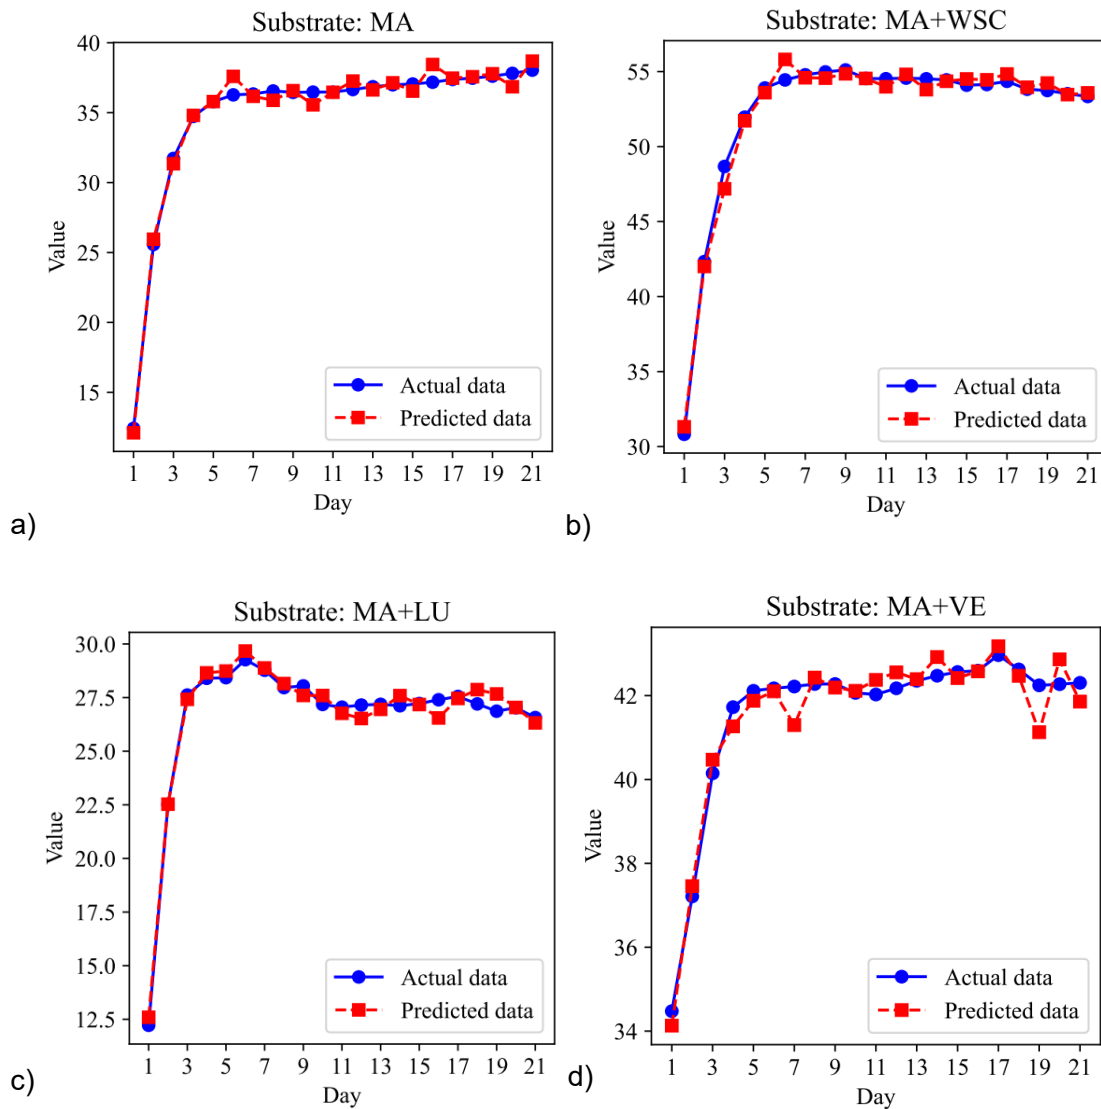 Substrate: MA
40
35
30
25
20
15
Value
Actual data
Predicted data
1 3 5 7 9 11 13 15 17 19 21
Day
a)
Substrate: MA+WSC
55
50
45
40
35
30
Value
Actual data
Predicted data
1 3 5 7 9 11 13 15 17 19 21
Day
b)
Substrate: MA+LU
30.0
27.5
25.0
22.5
20.0
17.5
15.0
12.5
Value
Actual data
Predicted data
1 3 5 7 9 11 13 15 17 19 21
Day
c)
Substrate: MA+VE
42
40
38
36
34
Value
Actual data
Predicted data
1 3 5 7 9 11 13 15 17 19 21
Day
d)